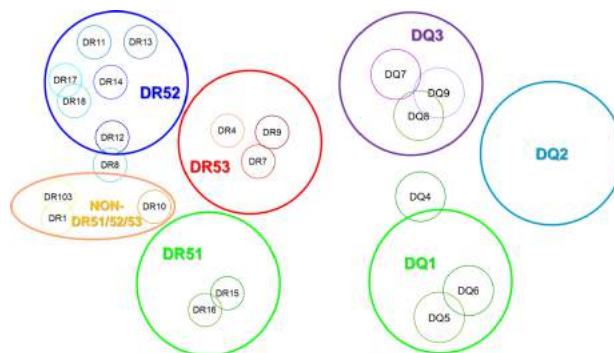 DR11
DR13
DR17
DR14
DR18
DR52
DR12
DR8
DR4
DR9
DR7
DR53
DR103
DR1
NON-
DR51/52/53
DR10
DR51
DR15
DR16
DQ3
DQ7
DQ9
DQ8
DQ2
DQ4
DQ1
DQ6
DQ5